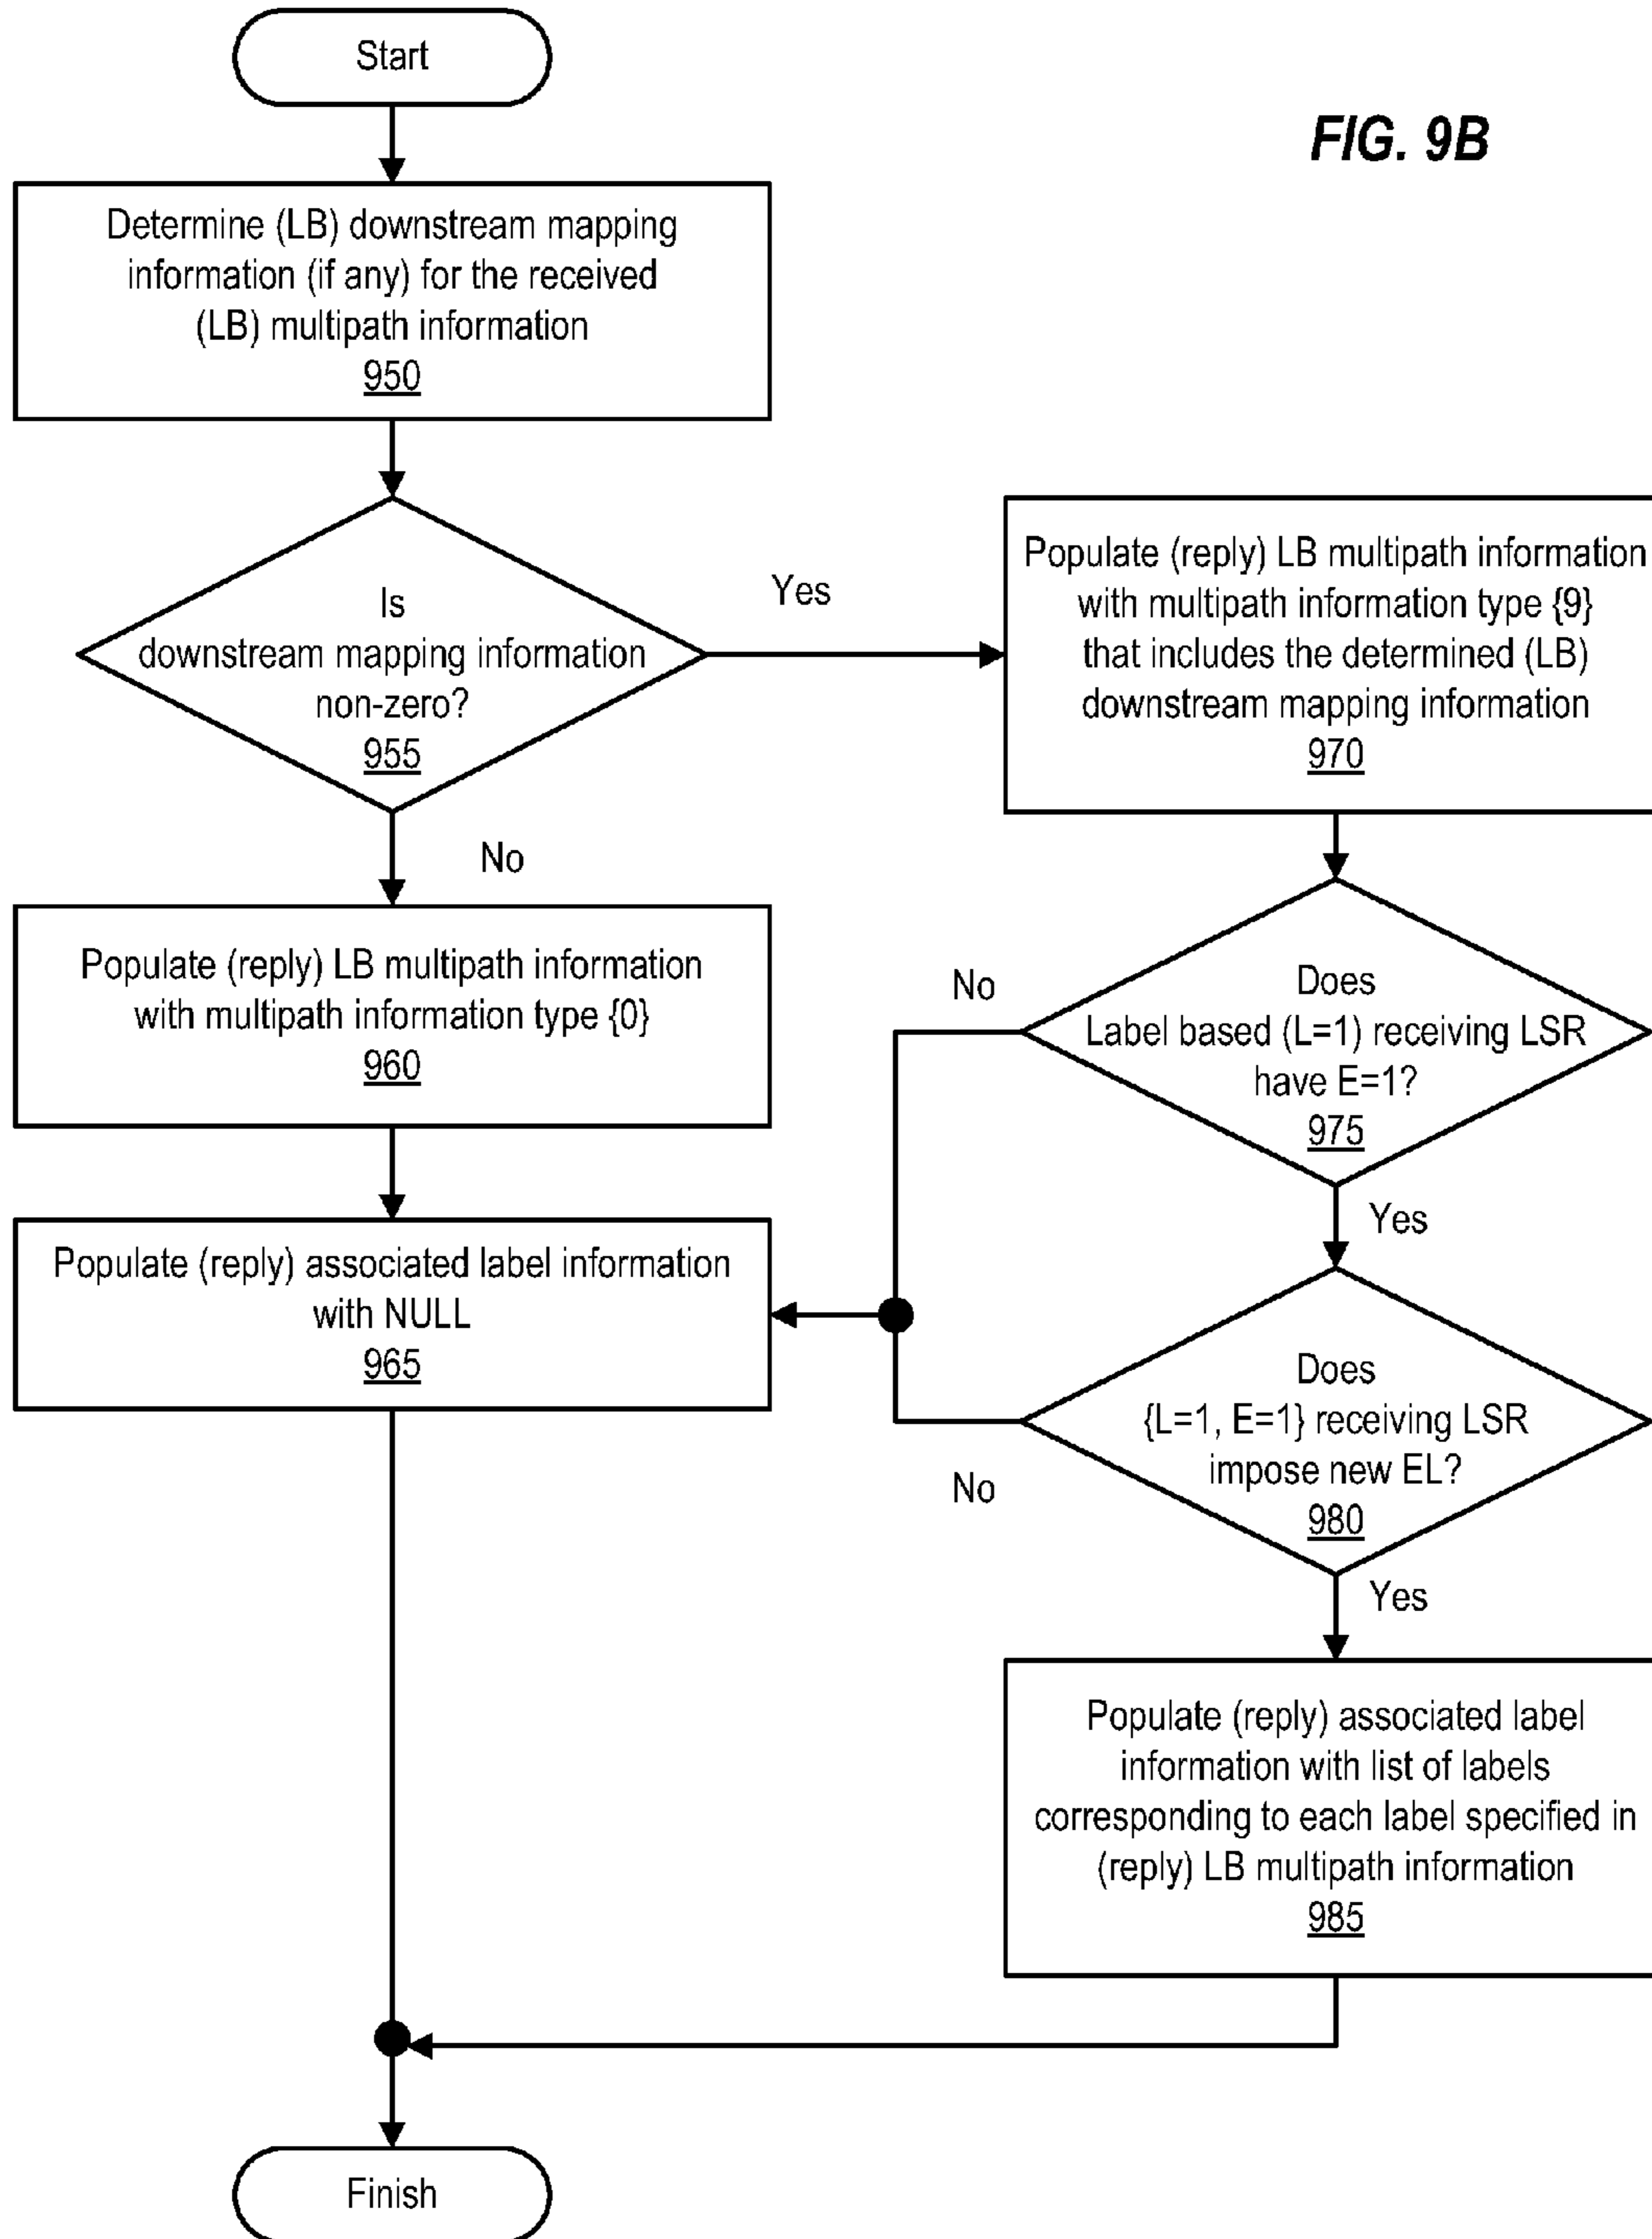 Start
FIG. 9B
Determine (LB) downstream mapping
information (if any) for the received
(LB) multipath information
950
Is
downstream mapping information
non-zero?
955
Yes
No
Populate (reply) LB multipath information
with multipath information type {9}
that includes the determined (LB)
downstream mapping information
970
Populate (reply) LB multipath information
with multipath information type {0}
960
No
Does
Label based (L=1) receiving LSR
have E=1?
975
Yes
Populate (reply) associated label information
with NULL
965
Does
{L=1, E=1} receiving LSR
impose new EL?
980
No
Yes
Populate (reply) associated label
information with list of labels
corresponding to each label specified in
(reply) LB multipath information
985
Finish